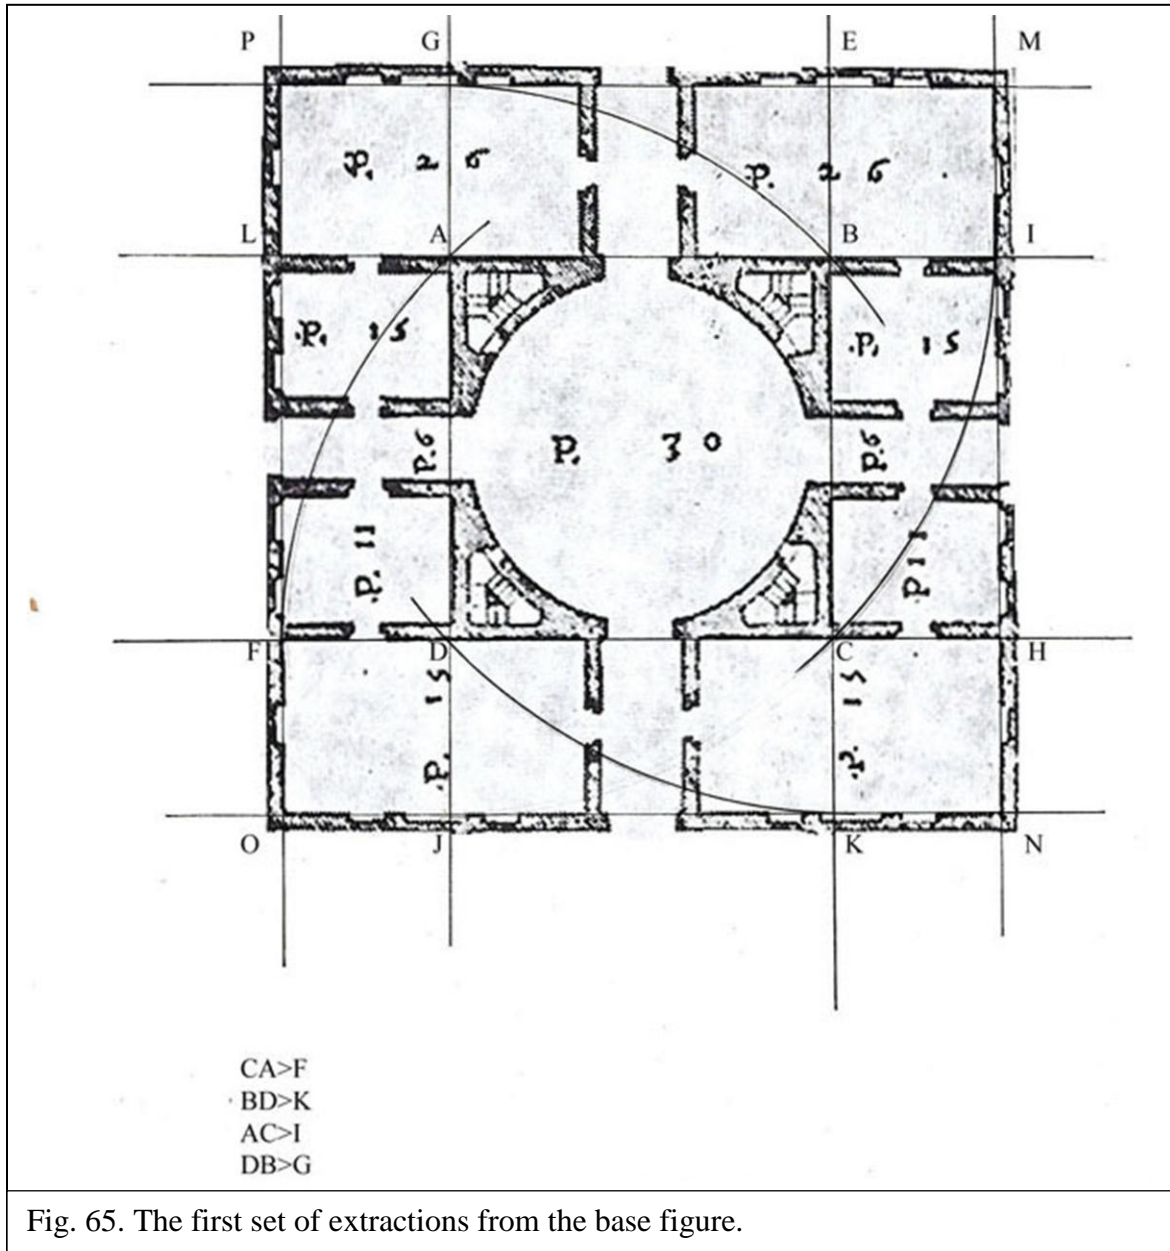 P G E M
P. 26 P. 26
L A B I
.P. 15 .P. 15
P.6 P. 30 P.6
.P. 11 P 11
F D C H
.P. 15 .P. 15
O J K N
CA>F
BD>K
AC>I
DB>G
Fig. 65. The first set of extractions from the base figure.